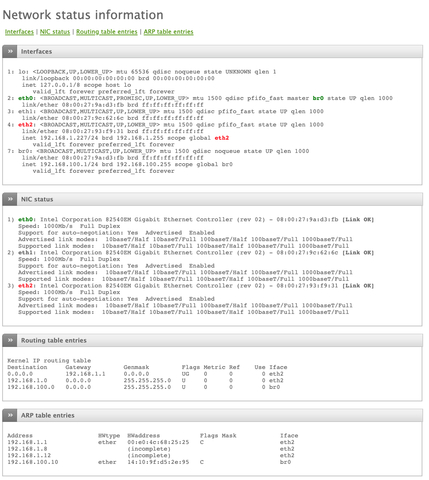 Network status information
Interfaces | NIC status | Routing table entries | ARP table entries
Interfaces
1: lo: <LOOPBACK,UP,LOWER_UP> mtu 65536 qdisc noqueue state UNKNOWN qlen 1
link/loopback 00:00:00:00:00:00 brd 00:00:00:00:00:00
inet 127.0.0.1/8 scope host lo
valid_lft forever preferred_lft forever
2: eth0: <BROADCAST,MULTICAST,PROMISC,UP,LOWER_UP> mtu 1500 qdisc pfifo_fast master br0 state UP qlen 1000
link/ether 08:00:27:9a:d3:fb brd ff:ff:ff:ff:ff:ff
3: eth1: <BROADCAST,MULTICAST,UP,LOWER_UP> mtu 1500 qdisc pfifo_fast state UP qlen 1000
link/ether 08:00:27:9c:62:6c brd ff:ff:ff:ff:ff:ff
4: eth2: <BROADCAST,MULTICAST,UP,LOWER_UP> mtu 1500 qdisc pfifo_fast state UP qlen 1000
link/ether 08:00:27:93:f9:31 brd ff:ff:ff:ff:ff:ff
inet 192.168.1.227/24 brd 192.168.1.255 scope global eth2
valid_lft forever preferred_lft forever
7: br0: <BROADCAST,MULTICAST,UP,LOWER_UP> mtu 1500 qdisc noqueue state UP qlen 1000
link/ether 08:00:27:9a:d3:fb brd ff:ff:ff:ff:ff:ff
inet 192.168.100.1/24 brd 192.168.100.255 scope global br0
valid_lft forever preferred_lft forever
NIC status
1) eth0: Intel Corporation 82540EM Gigabit Ethernet Controller (rev 02) - 08:00:27:9a:d3:fb [Link OK]
Speed: 1000Mb/s Full Duplex
Support for auto-negotiation: Yes Advertised Enabled
Advertised link modes: 10baseT/Half 10baseT/Full 100baseT/Half 100baseT/Full 1000baseT/Full
Supported link modes: 10baseT/Half 10baseT/Full 100baseT/Half 100baseT/Full 1000baseT/Full
2) eth1: Intel Corporation 82540EM Gigabit Ethernet Controller (rev 02) - 08:00:27:9c:62:6c [Link OK]
Speed: 1000Mb/s Full Duplex
Support for auto-negotiation: Yes Advertised Enabled
Advertised link modes: 10baseT/Half 10baseT/Full 100baseT/Half 100baseT/Full 1000baseT/Full
Supported link modes: 10baseT/Half 10baseT/Full 100baseT/Half 100baseT/Full 1000baseT/Full
3) eth2: Intel Corporation 82540EM Gigabit Ethernet Controller (rev 02) - 08:00:27:93:f9:31 [Link OK]
Speed: 1000Mb/s Full Duplex
Support for auto-negotiation: Yes Advertised Enabled
Advertised link modes: 10baseT/Half 10baseT/Full 100baseT/Half 100baseT/Full 1000baseT/Full
Supported link modes: 10baseT/Half 10baseT/Full 100baseT/Half 100baseT/Full 1000baseT/Full
Routing table entries
Kernel IP routing table
Destination Gateway Genmask Flags Metric Ref Use Iface
0.0.0.0 192.168.1.1 0.0.0.0 UG 0 0 0 eth2
192.168.1.0 0.0.0.0 255.255.255.0 U 0 0 0 eth2
192.168.100.0 0.0.0.0 255.255.255.0 U 0 0 0 br0
ARP table entries
Address HWtype HWaddress Flags Mask Iface
192.168.1.1 ether 00:e0:4c:68:25:25 C eth2
192.168.1.8 (incomplete) eth2
192.168.1.12 (incomplete) eth2
192.168.100.10 ether 14:10:9f:d5:2e:95 C br0